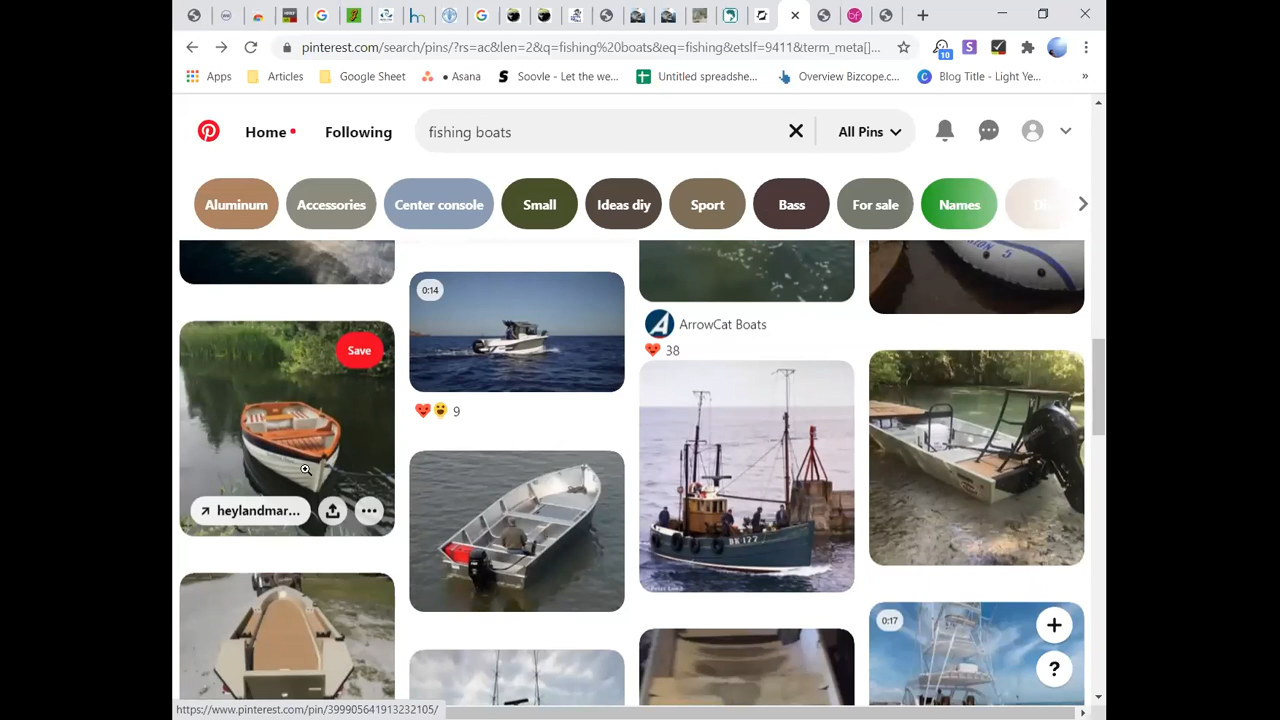 pinterest.com/search/pins/?rs=ac&len=2&q=fishing%20boats&eq=fishing&etslf=9411&term_meta[]...
10
S
Apps
Articles
Google Sheet
• Asana
S Soovle - Let the we...
Untitled spreadshe...
Overview Bizcope.c...
Blog Title - Light Ye...
»
Home
Following
fishing boats
All Pins
Aluminum
Accessories
Center console
Small
Ideas diy
Sport
Bass
For sale
Names
0:14
9
ArrowCat Boats
38
Save
heylandmar...
BK 177
0:17
?
https://www.pinterest.com/pin/399905641913232105/